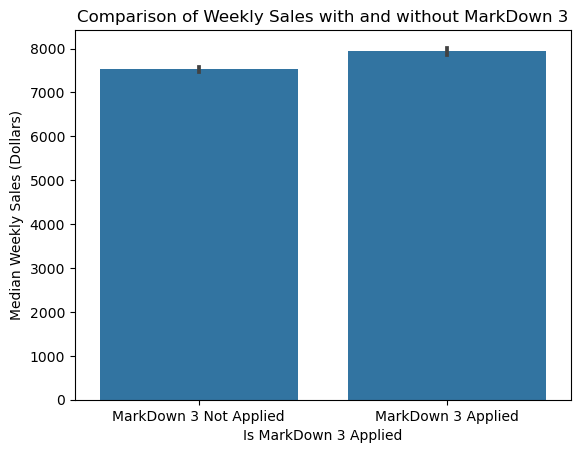 Comparison of Weekly Sales with and without MarkDown 3
Median Weekly Sales (Dollars)
8000
7000
6000
5000
4000
3000
2000
1000
0
MarkDown 3 Not Applied
MarkDown 3 Applied
Is MarkDown 3 Applied